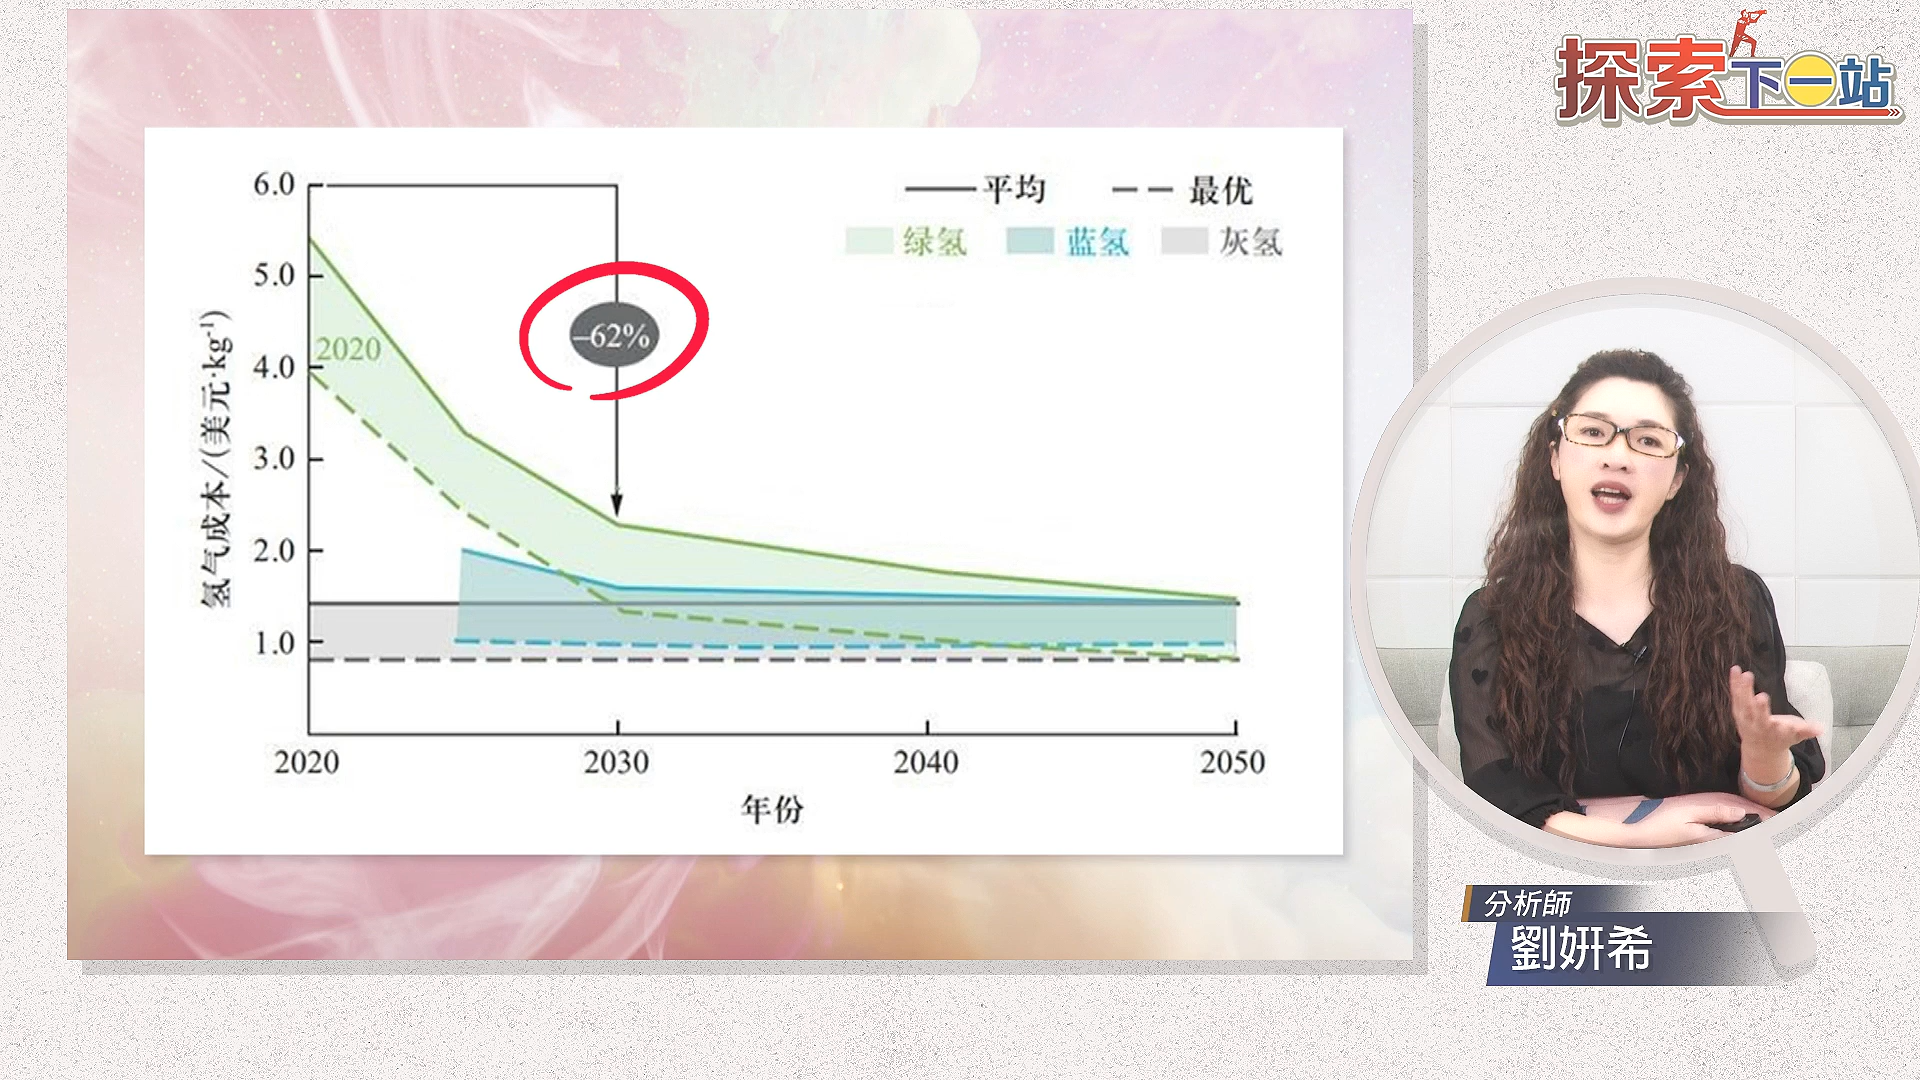 探索下一站
6.0
5.0
4.0
3.0
2.0
1.0
氢气成本/(美元·kg⁻¹)
平均
最优
绿氢
蓝氢
灰氢
2020
–62%
2020
2030
2040
2050
年份
分析師
劉妍希